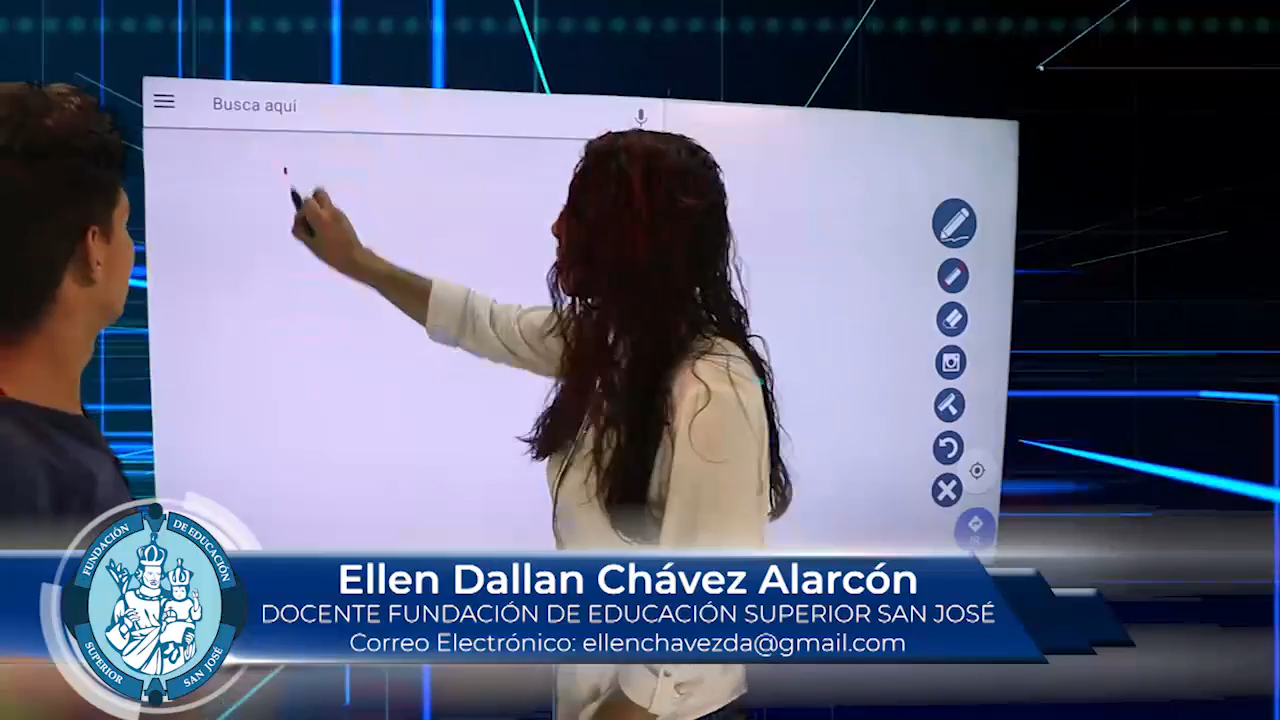 Busca aquí
IR
Ellen Dallan Chávez Alarcón
DOCENTE FUNDACIÓN DE EDUCACIÓN SUPERIOR SAN JOSÉ
Correo Electrónico: ellenchavezda@gmail.com
FUNDACIÓN DE EDUCACIÓN
SUPERIOR SAN JOSÉ